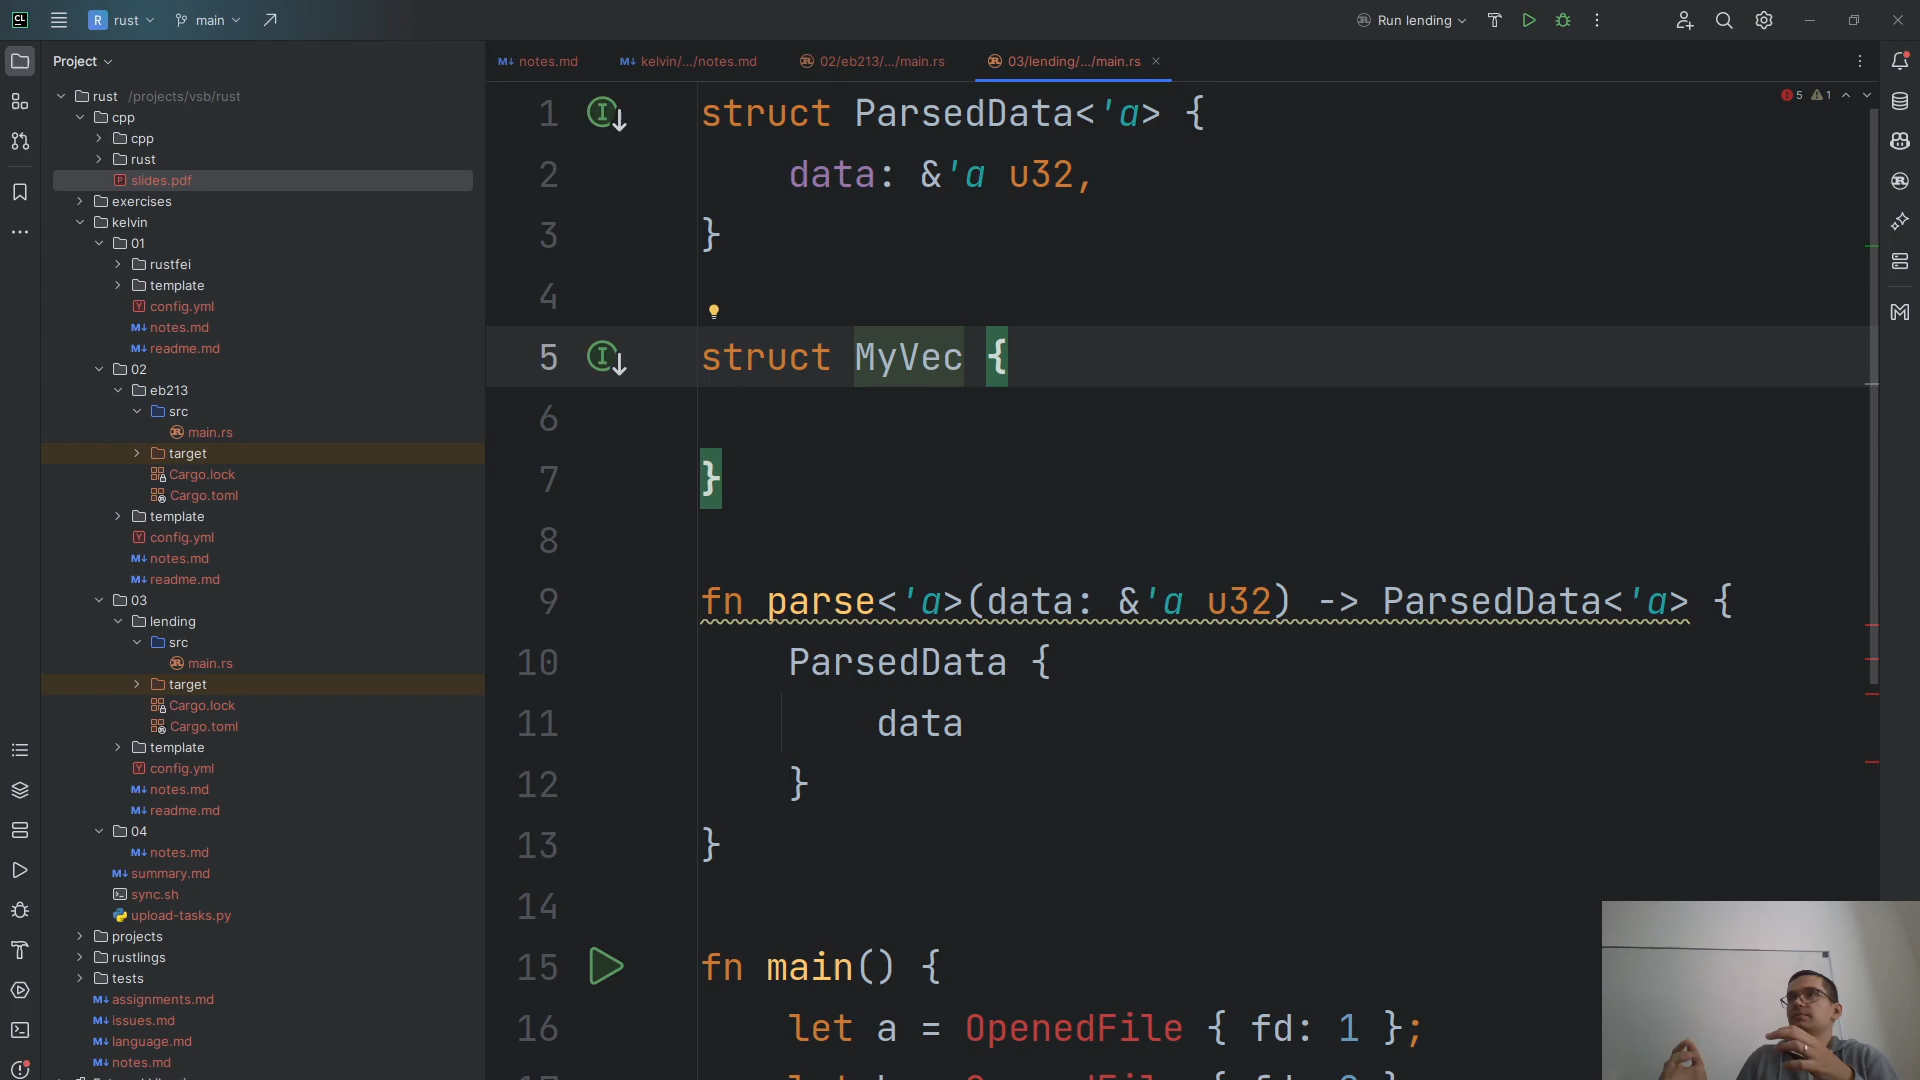 CL
R rust
main
Run lending
Project
rust /projects/vsb/rust
cpp
cpp
rust
slides.pdf
exercises
kelvin
01
rustfei
template
config.yml
notes.md
readme.md
02
eb213
src
main.rs
target
Cargo.lock
Cargo.toml
template
config.yml
notes.md
readme.md
03
lending
src
main.rs
target
Cargo.lock
Cargo.toml
template
config.yml
notes.md
readme.md
04
notes.md
summary.md
sync.sh
upload-tasks.py
projects
rustlings
tests
assignments.md
issues.md
language.md
notes.md
notes.md
kelvin/.../notes.md
02/eb213/.../main.rs
03/lending/.../main.rs
5 1
1 struct ParsedData<'a> {
2 data: &'a u32,
3 }
4
5 struct MyVec {
6
7 }
8
9 fn parse<'a>(data: &'a u32) -> ParsedData<'a> {
10 ParsedData {
11 data
12 }
13 }
14
15 fn main() {
16 let a = OpenedFile { fd: 1 };